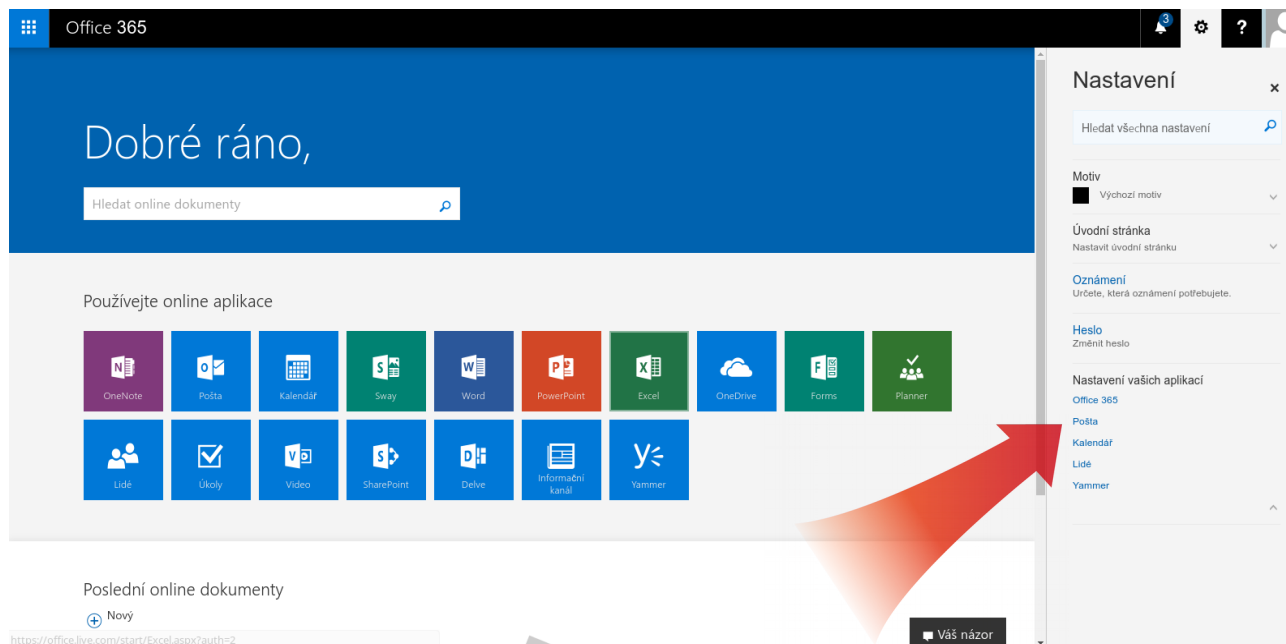 Office 365
3
?
Dobré ráno,
Hledat online dokumenty
Používejte online aplikace
OneNote
Pošta
Kalendář
Sway
Word
PowerPoint
Excel
OneDrive
Forms
Planner
Lidé
Úkoly
Video
SharePoint
Delve
Informační
kanál
Yammer
Poslední online dokumenty
Nový
https://office.live.com/start/Excel.aspx?auth=2
Váš názor
Nastavení
Hledat všechna nastavení
Motiv
Výchozí motiv
Úvodní stránka
Nastavit úvodní stránku
Oznámení
Určete, která oznámení potřebujete.
Heslo
Změnit heslo
Nastavení vašich aplikací
Office 365
Pošta
Kalendář
Lidé
Yammer